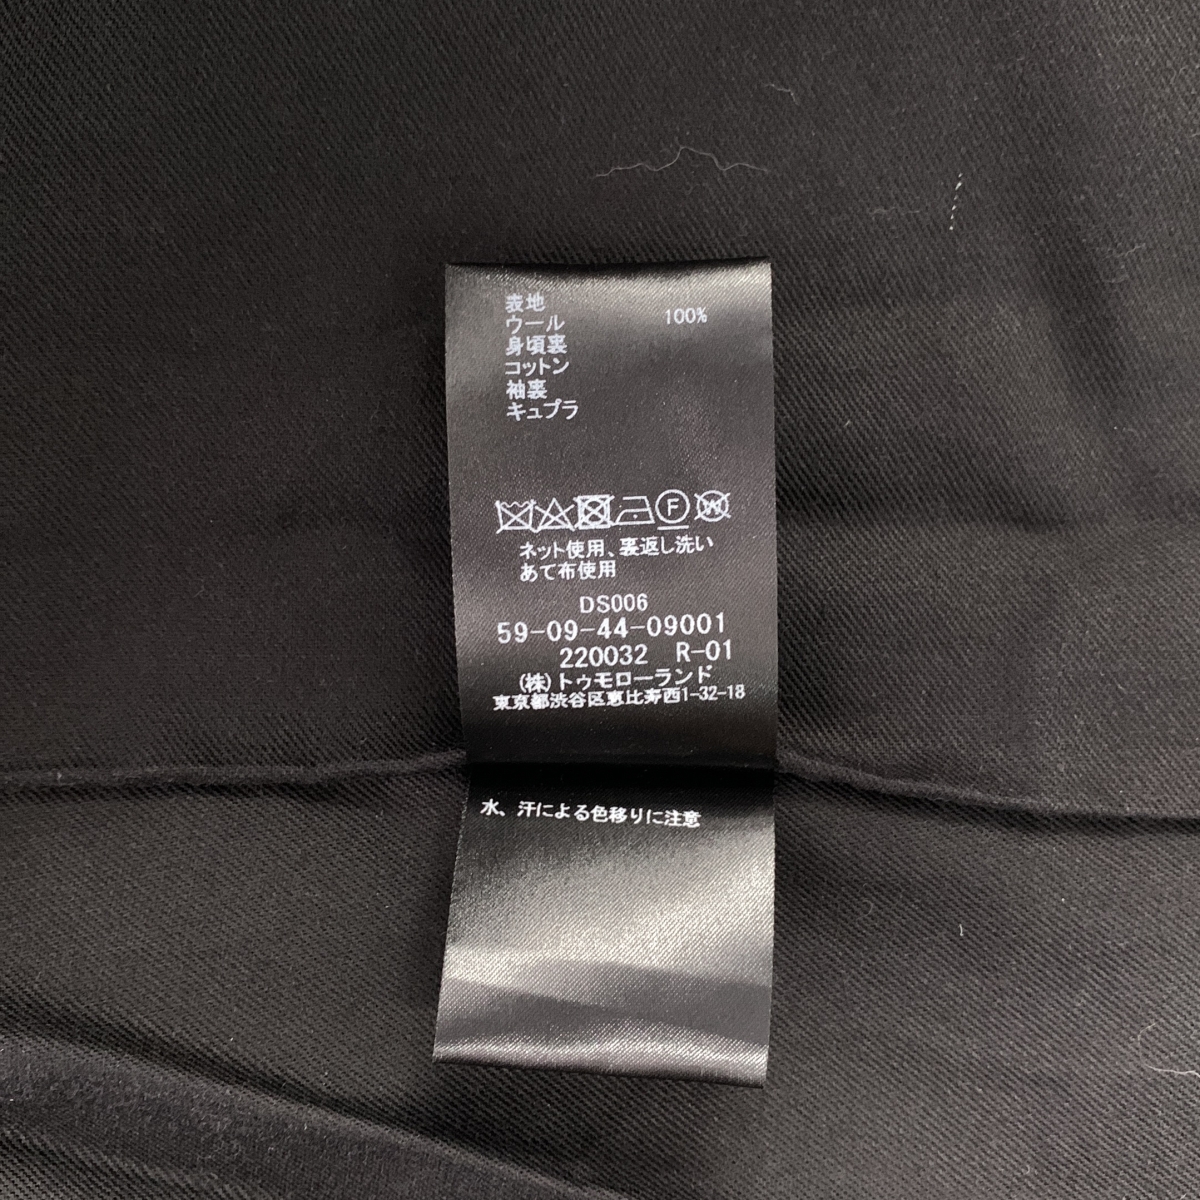 表地
ウール 100%
身頃裏
コットン
袖裏
キュプラ
F W
ネット使用、裏返し洗い
あて布使用
DS006
59-09-44-09001
220032 R-01
(株)トゥモローランド
東京都渋谷区恵比寿西1-32-18
水、汗による色移りに注意